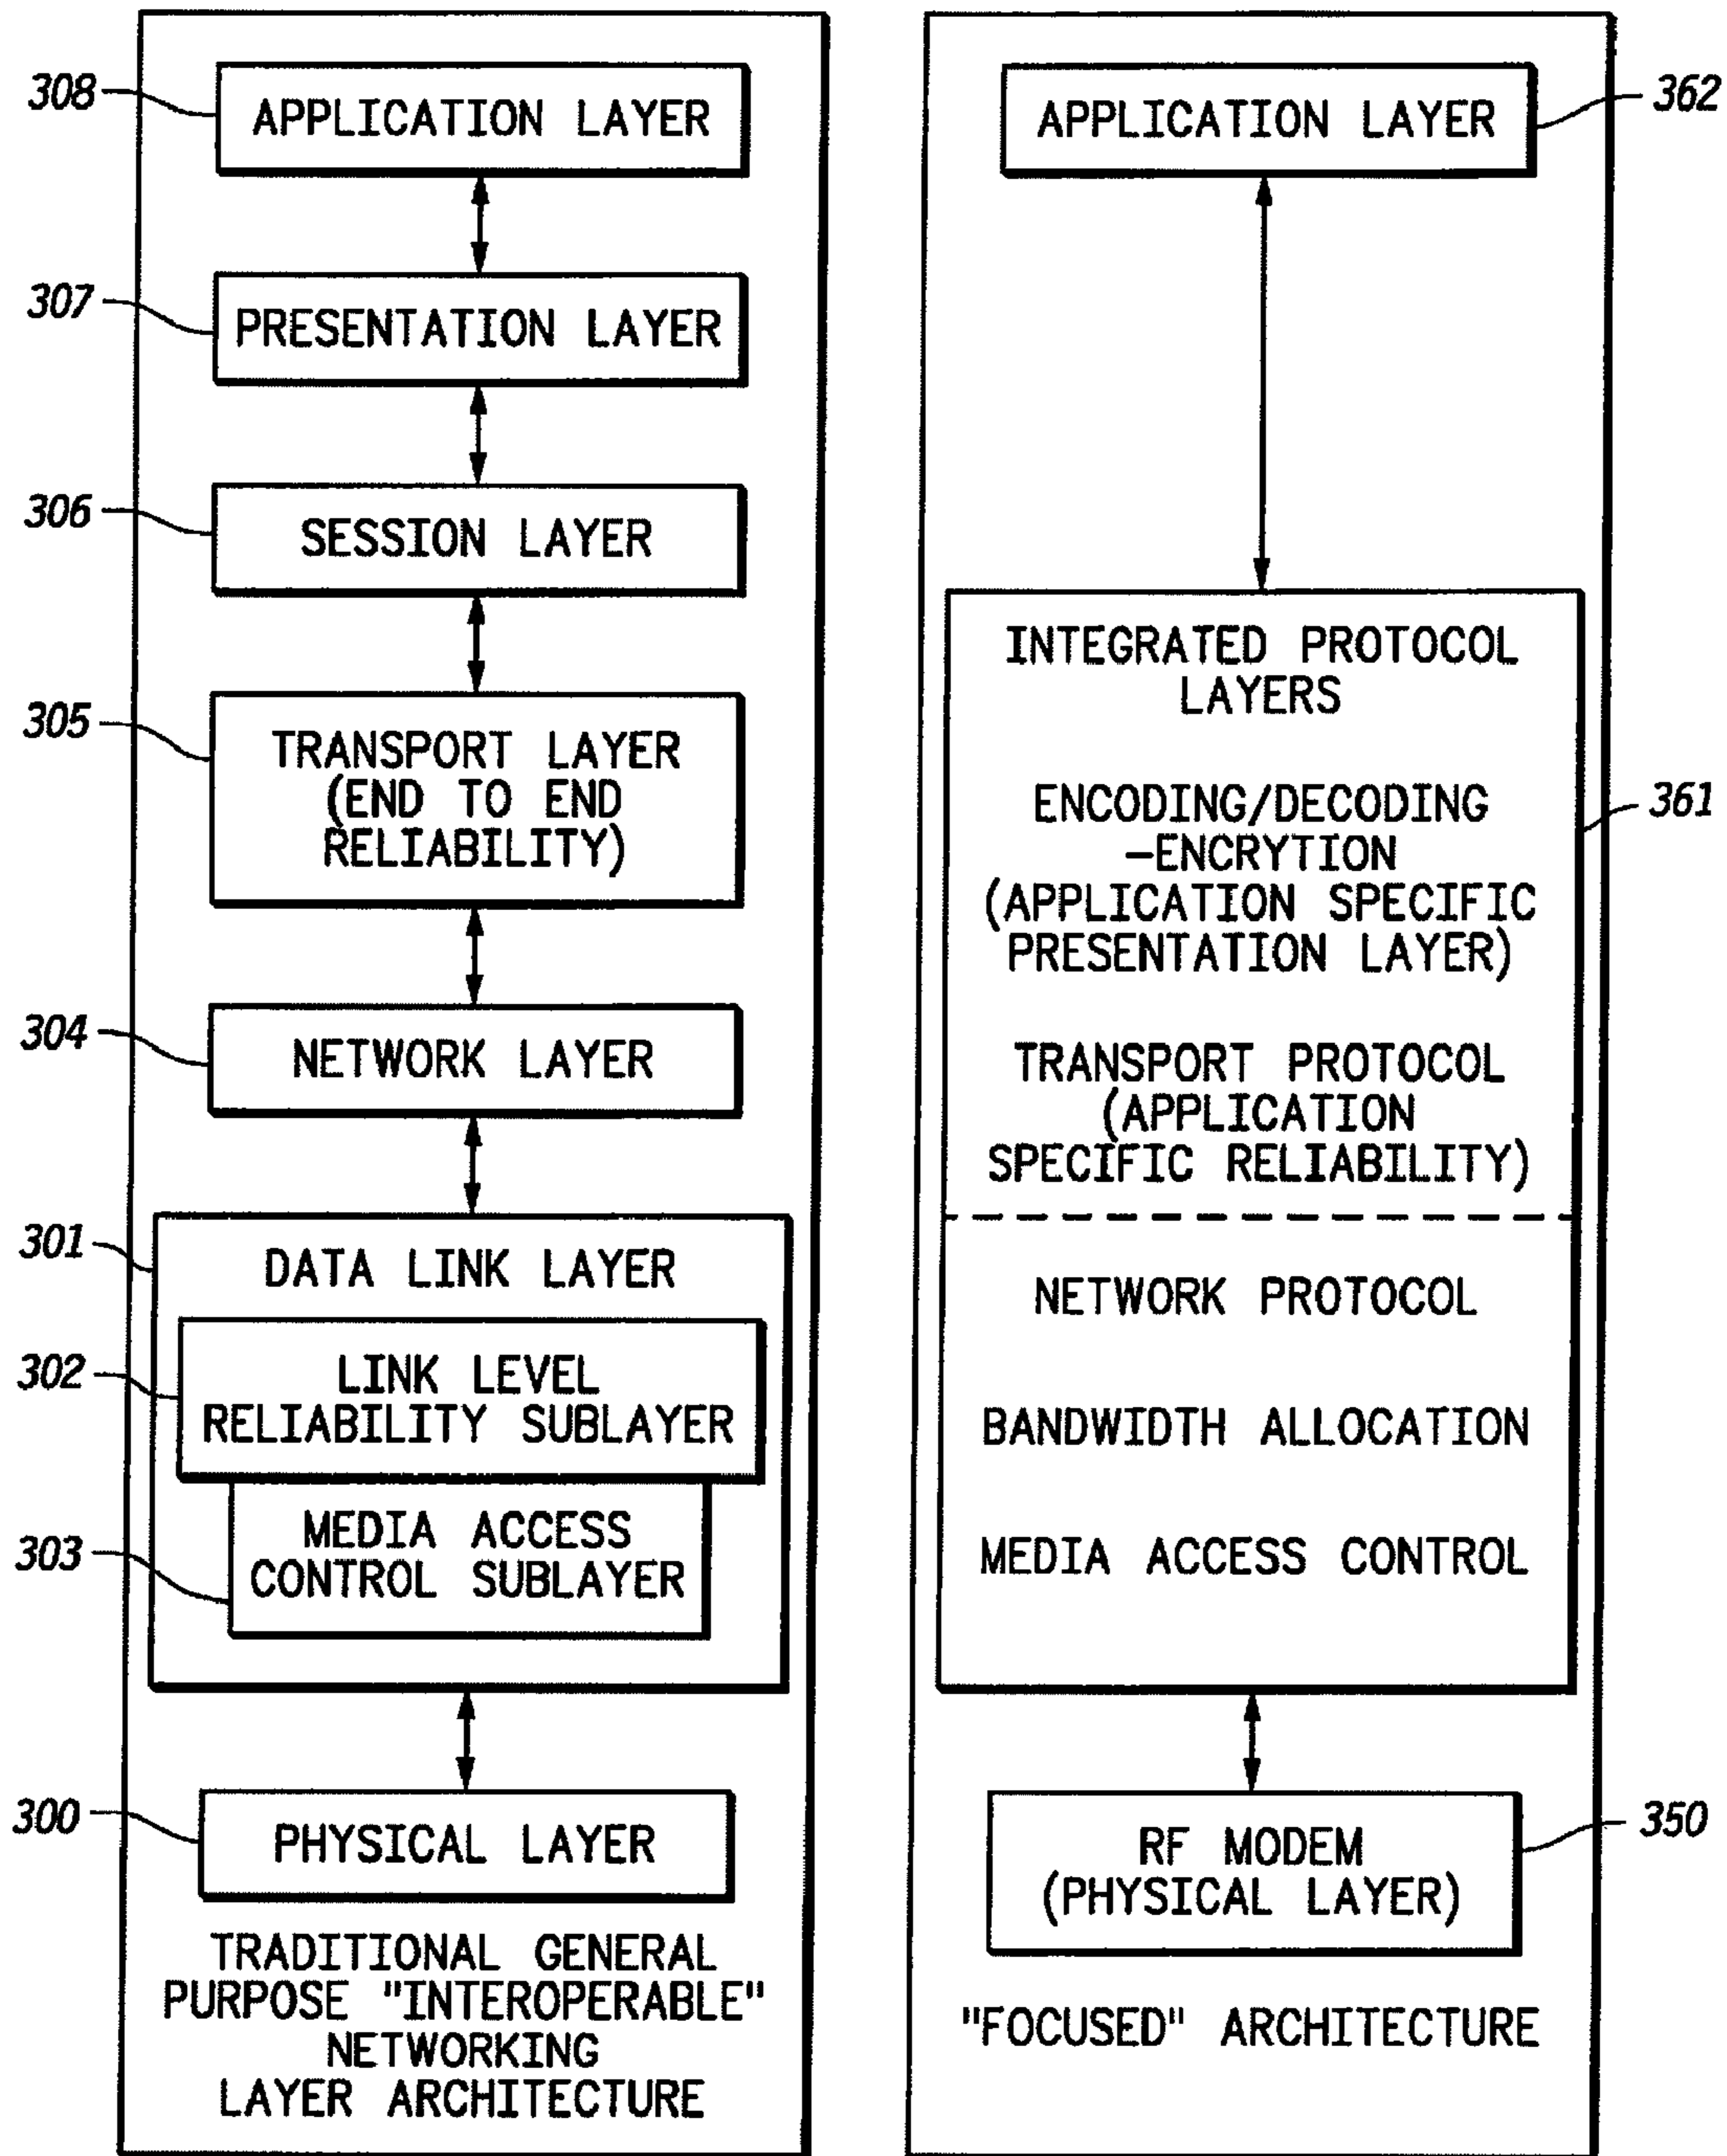 308
APPLICATION LAYER
307
PRESENTATION LAYER
306
SESSION LAYER
305
TRANSPORT LAYER
(END TO END
RELIABILITY)
304
NETWORK LAYER
301
DATA LINK LAYER
302
LINK LEVEL
RELIABILITY SUBLAYER
303
MEDIA ACCESS
CONTROL SUBLAYER
300
PHYSICAL LAYER
TRADITIONAL GENERAL
PURPOSE "INTEROPERABLE"
NETWORKING
LAYER ARCHITECTURE
APPLICATION LAYER
362
INTEGRATED PROTOCOL
LAYERS
ENCODING/DECODING
-ENCRYTION
(APPLICATION SPECIFIC
PRESENTATION LAYER)
361
TRANSPORT PROTOCOL
(APPLICATION
SPECIFIC RELIABILITY)
NETWORK PROTOCOL
BANDWIDTH ALLOCATION
MEDIA ACCESS CONTROL
RF MODEM
(PHYSICAL LAYER)
350
"FOCUSED" ARCHITECTURE